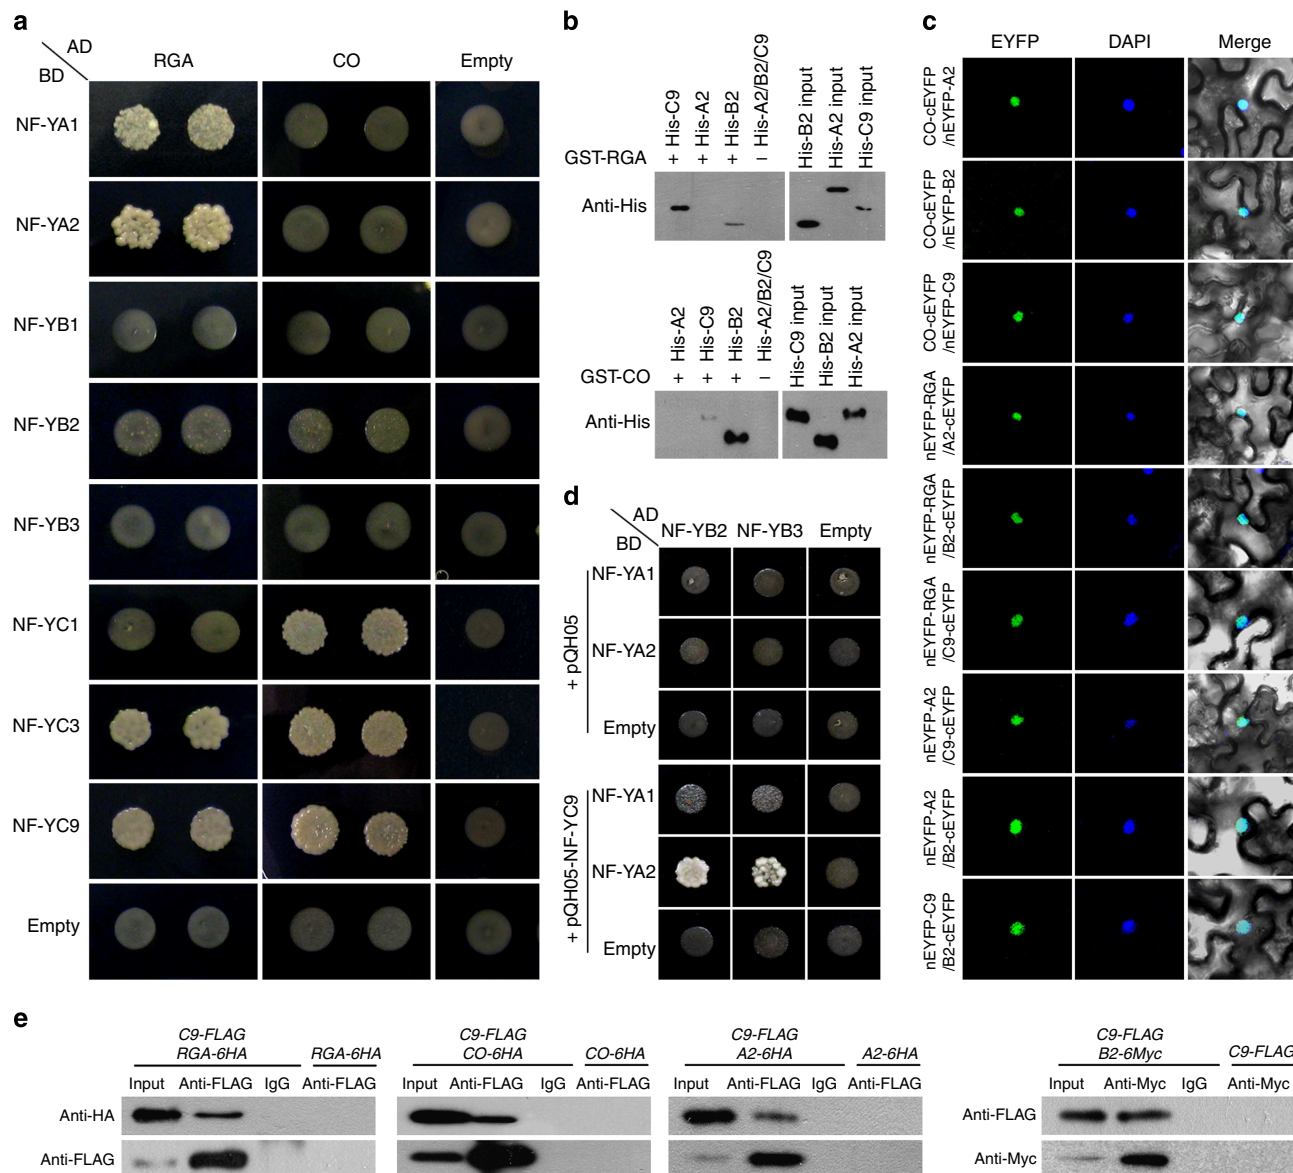 a
AD
BD
RGA
CO
Empty
NF-YA1
NF-YA2
NF-YB1
NF-YB2
NF-YB3
NF-YC1
NF-YC3
NF-YC9
Empty
b
His-C9
His-A2
His-B2
His-A2/B2/C9
His-B2 input
His-A2 input
His-C9 input
GST-RGA + + + –
Anti-His
His-A2
His-C9
His-B2
His-A2/B2/C9
His-C9 input
His-B2 input
His-A2 input
GST-CO + + + –
Anti-His
c
EYFP DAPI Merge
CO-cEYFP
/nEYFP-A2
CO-cEYFP
/nEYFP-B2
CO-cEYFP
/nEYFP-C9
nEYFP-RGA
/A2-cEYFP
nEYFP-RGA
/B2-cEYFP
nEYFP-RGA
/C9-cEYFP
nEYFP-A2
/C9-cEYFP
nEYFP-A2
/B2-cEYFP
nEYFP-C9
/B2-cEYFP
d
AD
BD
NF-YB2 NF-YB3 Empty
+ pQH05
NF-YA1
NF-YA2
Empty
+ pQH05-NF-YC9
NF-YA1
NF-YA2
Empty
e
C9-FLAG
RGA-6HA RGA-6HA
Input Anti-FLAG IgG Anti-FLAG
Anti-HA
Anti-FLAG
C9-FLAG
CO-6HA CO-6HA
Input Anti-FLAG IgG Anti-FLAG
C9-FLAG
A2-6HA A2-6HA
Input Anti-FLAG IgG Anti-FLAG
C9-FLAG
B2-6Myc C9-FLAG
Input Anti-Myc IgG Anti-Myc
Anti-FLAG
Anti-Myc